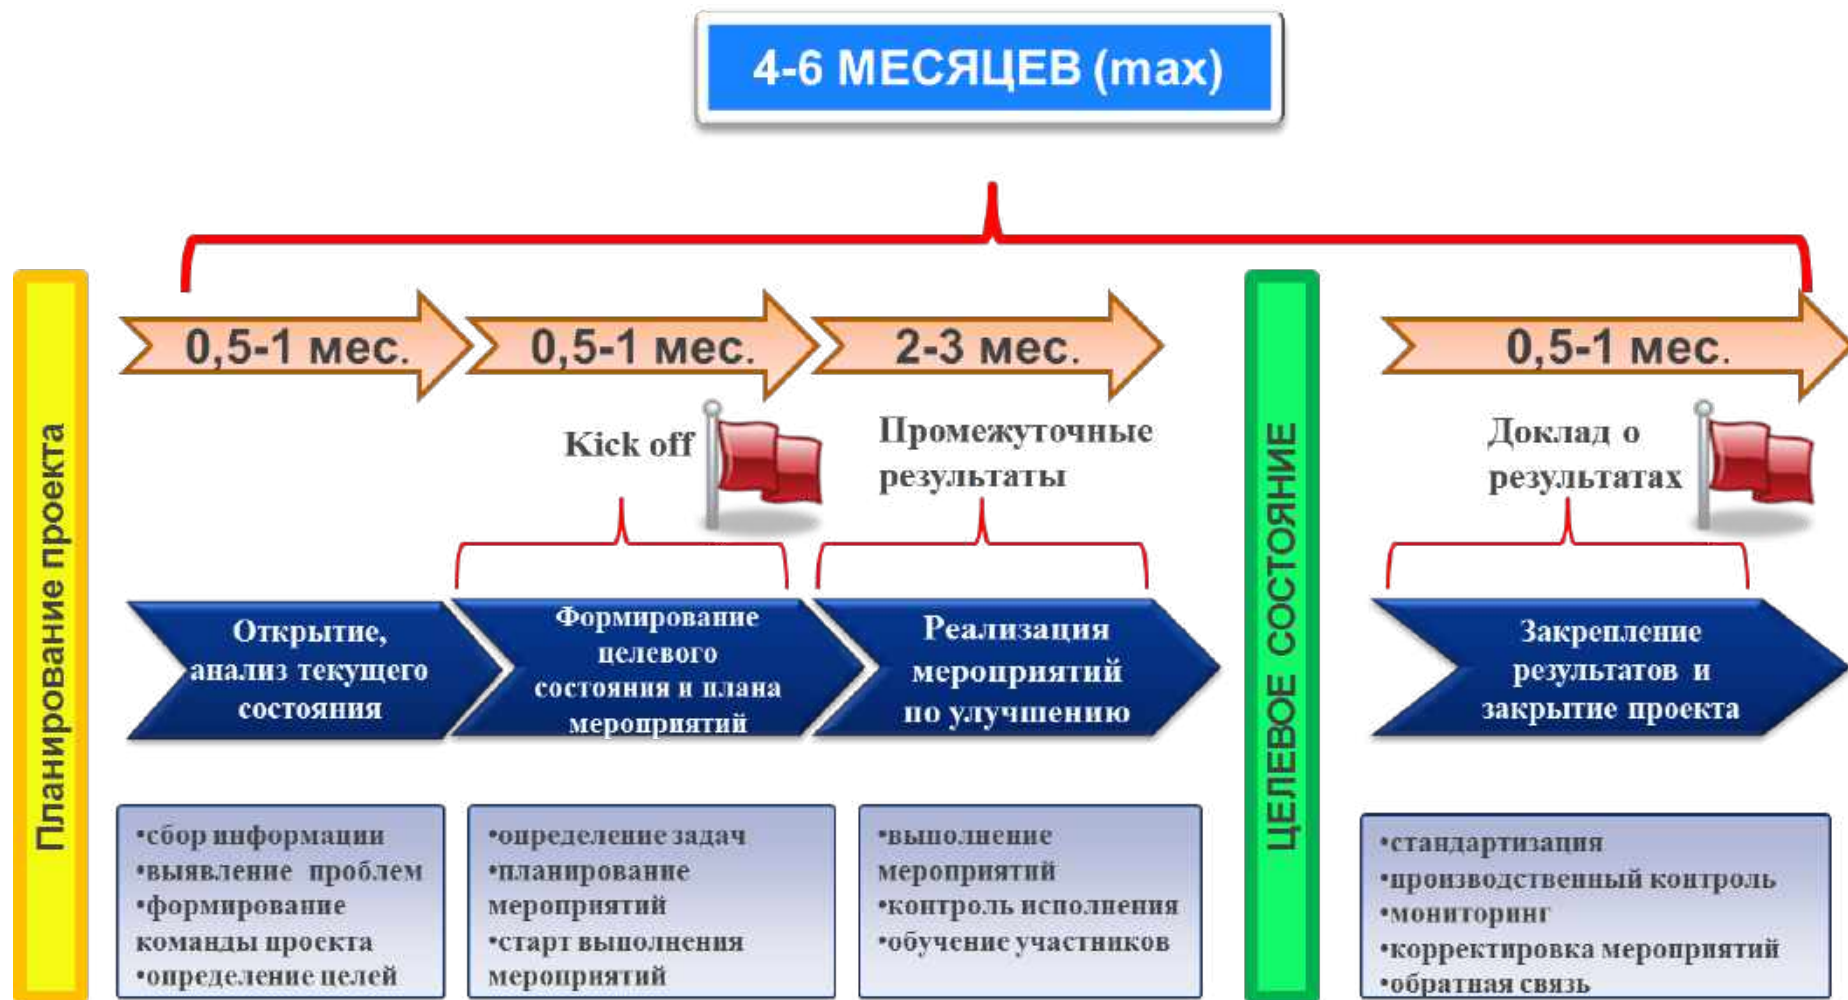 4-6 МЕСЯЦЕВ (max)
Планирование проекта
0,5-1 мес.
0,5-1 мес.
2-3 мес.
ЦЕЛЕВОЕ СОСТОЯНИЕ
0,5-1 мес.
Kick off
Промежуточные
результаты
Доклад о
результатах
Открытие,
анализ текущего
состояния
Формирование
целевого
состояния и плана
мероприятий
Реализация
мероприятий
по улучшению
Закрепление
результатов и
закрытие проекта
•сбор информации
•выявление проблем
•формирование
команды проекта
•определение целей
•определение задач
•планирование
мероприятий
•старт выполнения
мероприятий
•выполнение
мероприятий
•контроль исполнения
•обучение участников
•стандартизация
•производственный контроль
•мониторинг
•корректировка мероприятий
•обратная связь